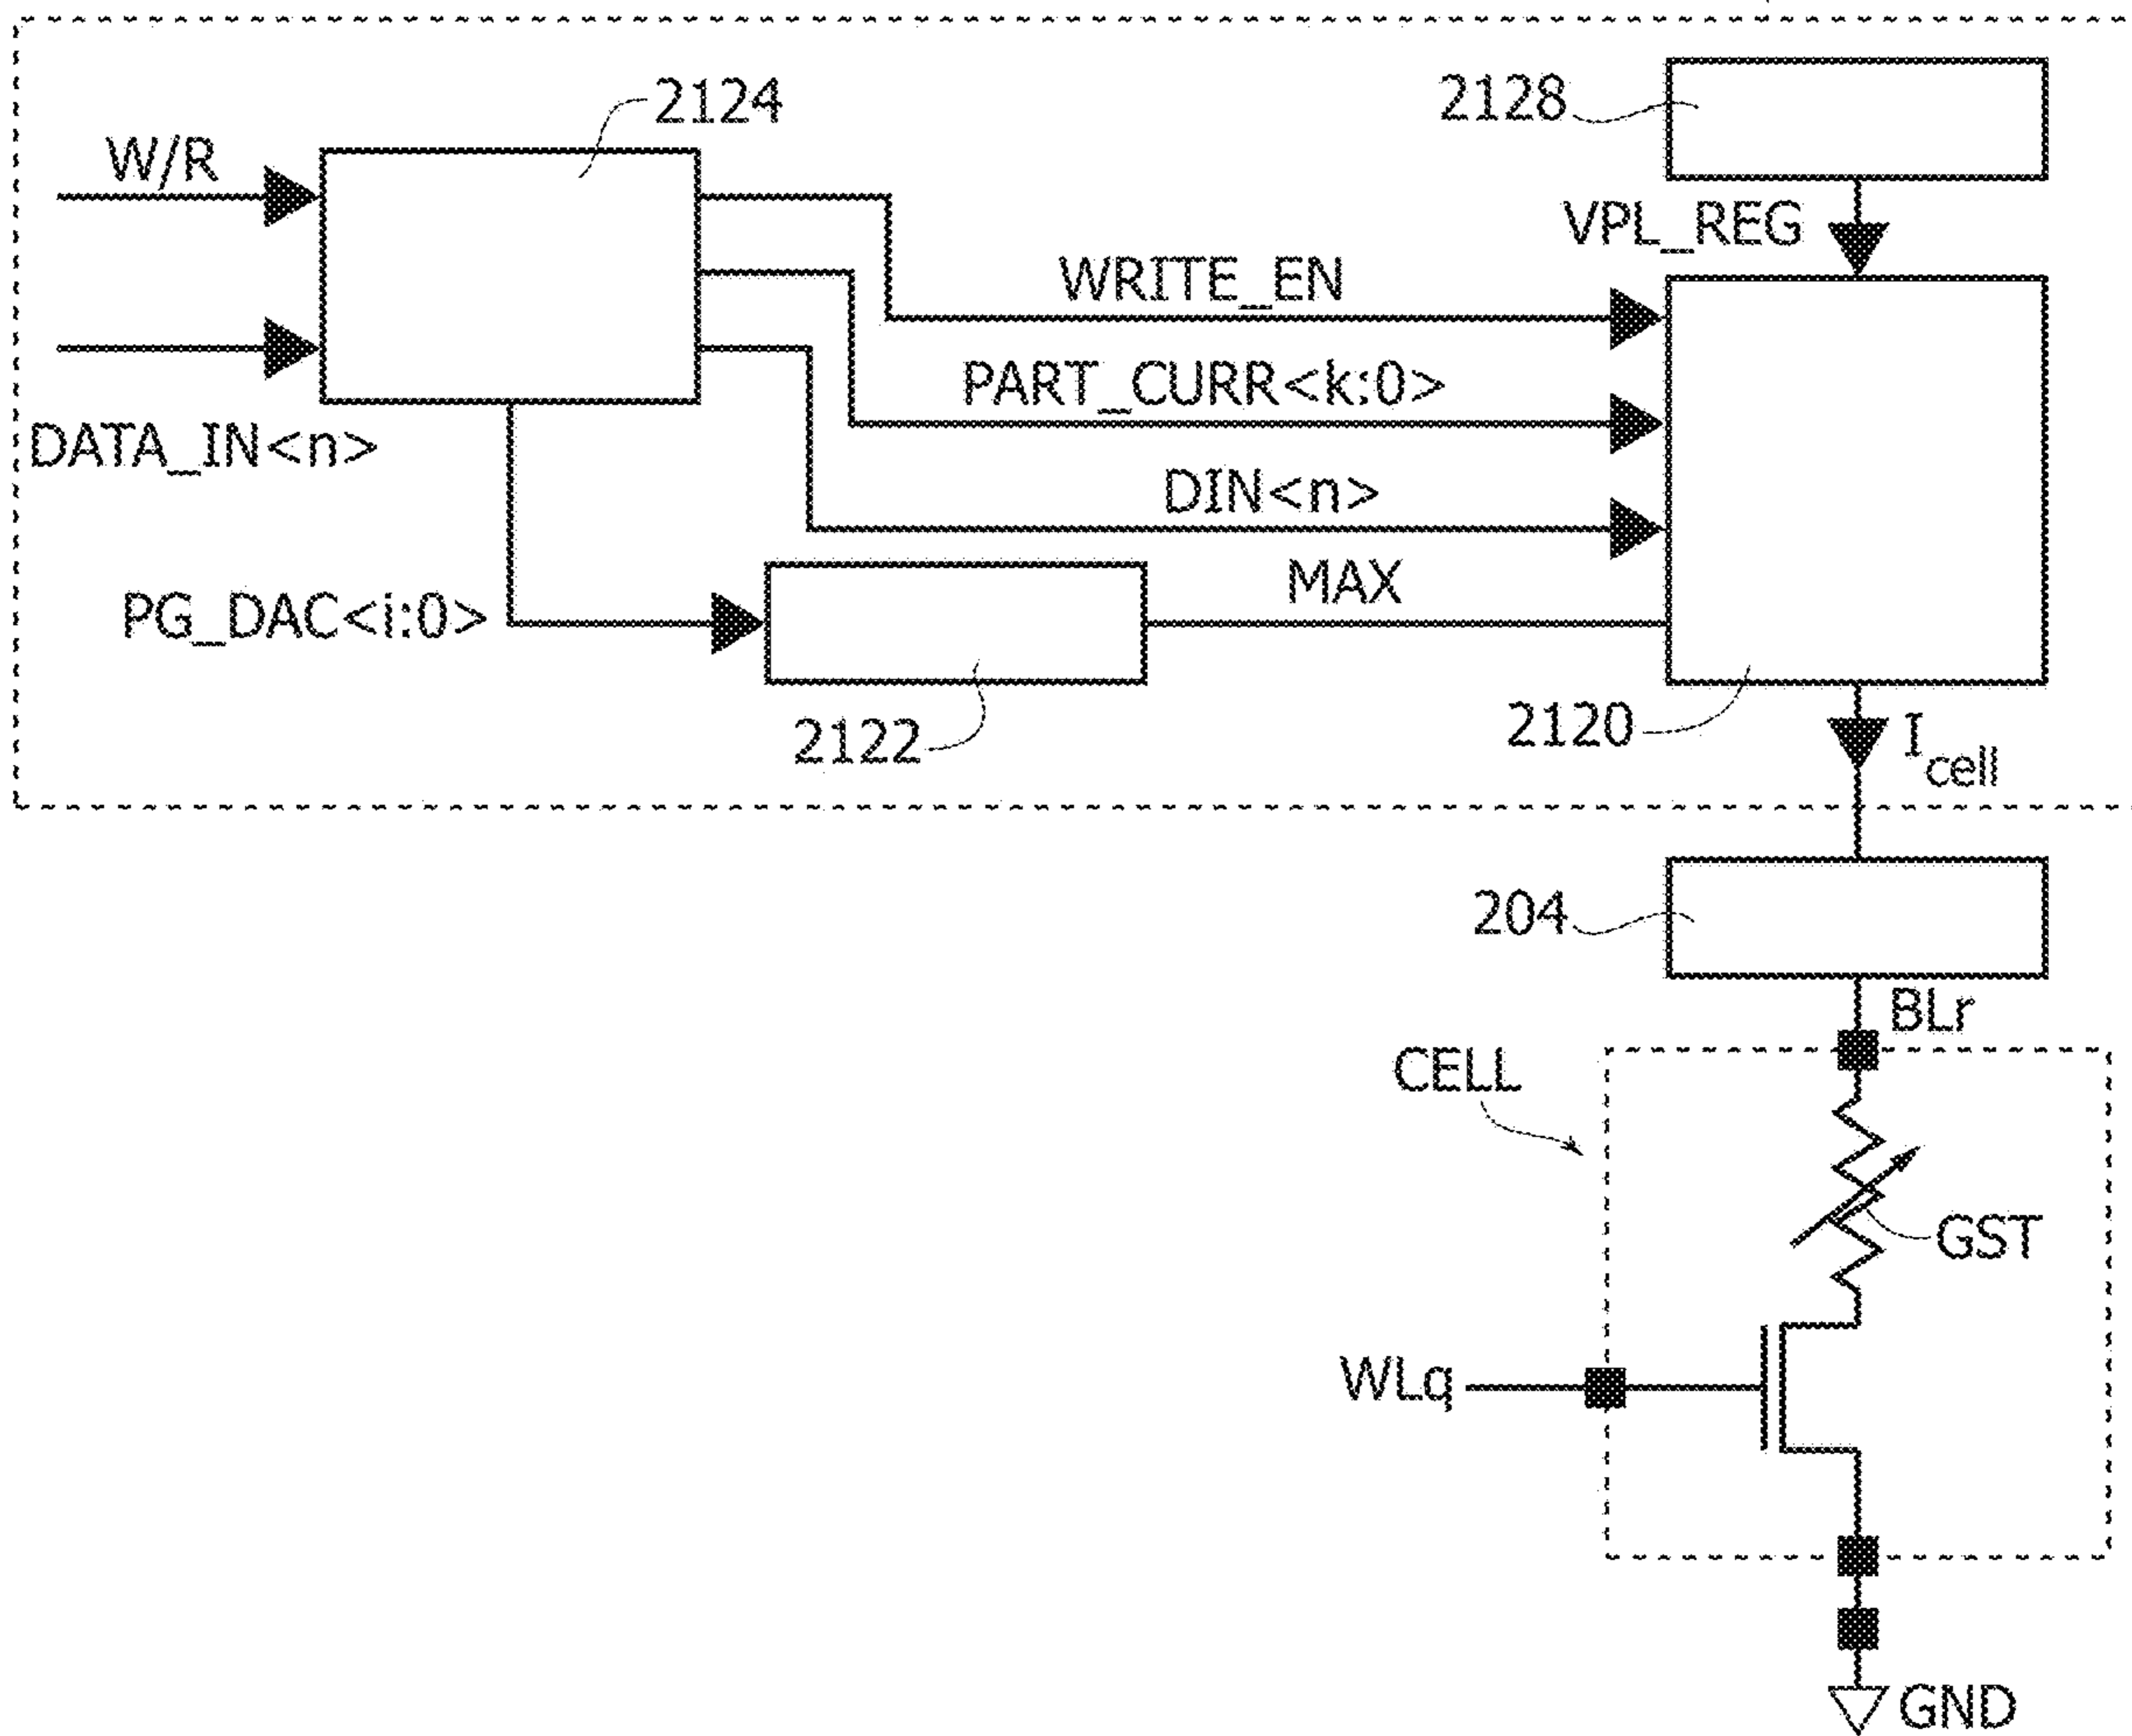 2124
2128
W/R
VPL_REG
WRITE_EN
PART_CURR<k:0>
DATA_IN<n>
DIN<n>
MAX
PG_DAC<i:0>
2122
2120
Icell
204
BLr
CELL
GST
WLq
GND